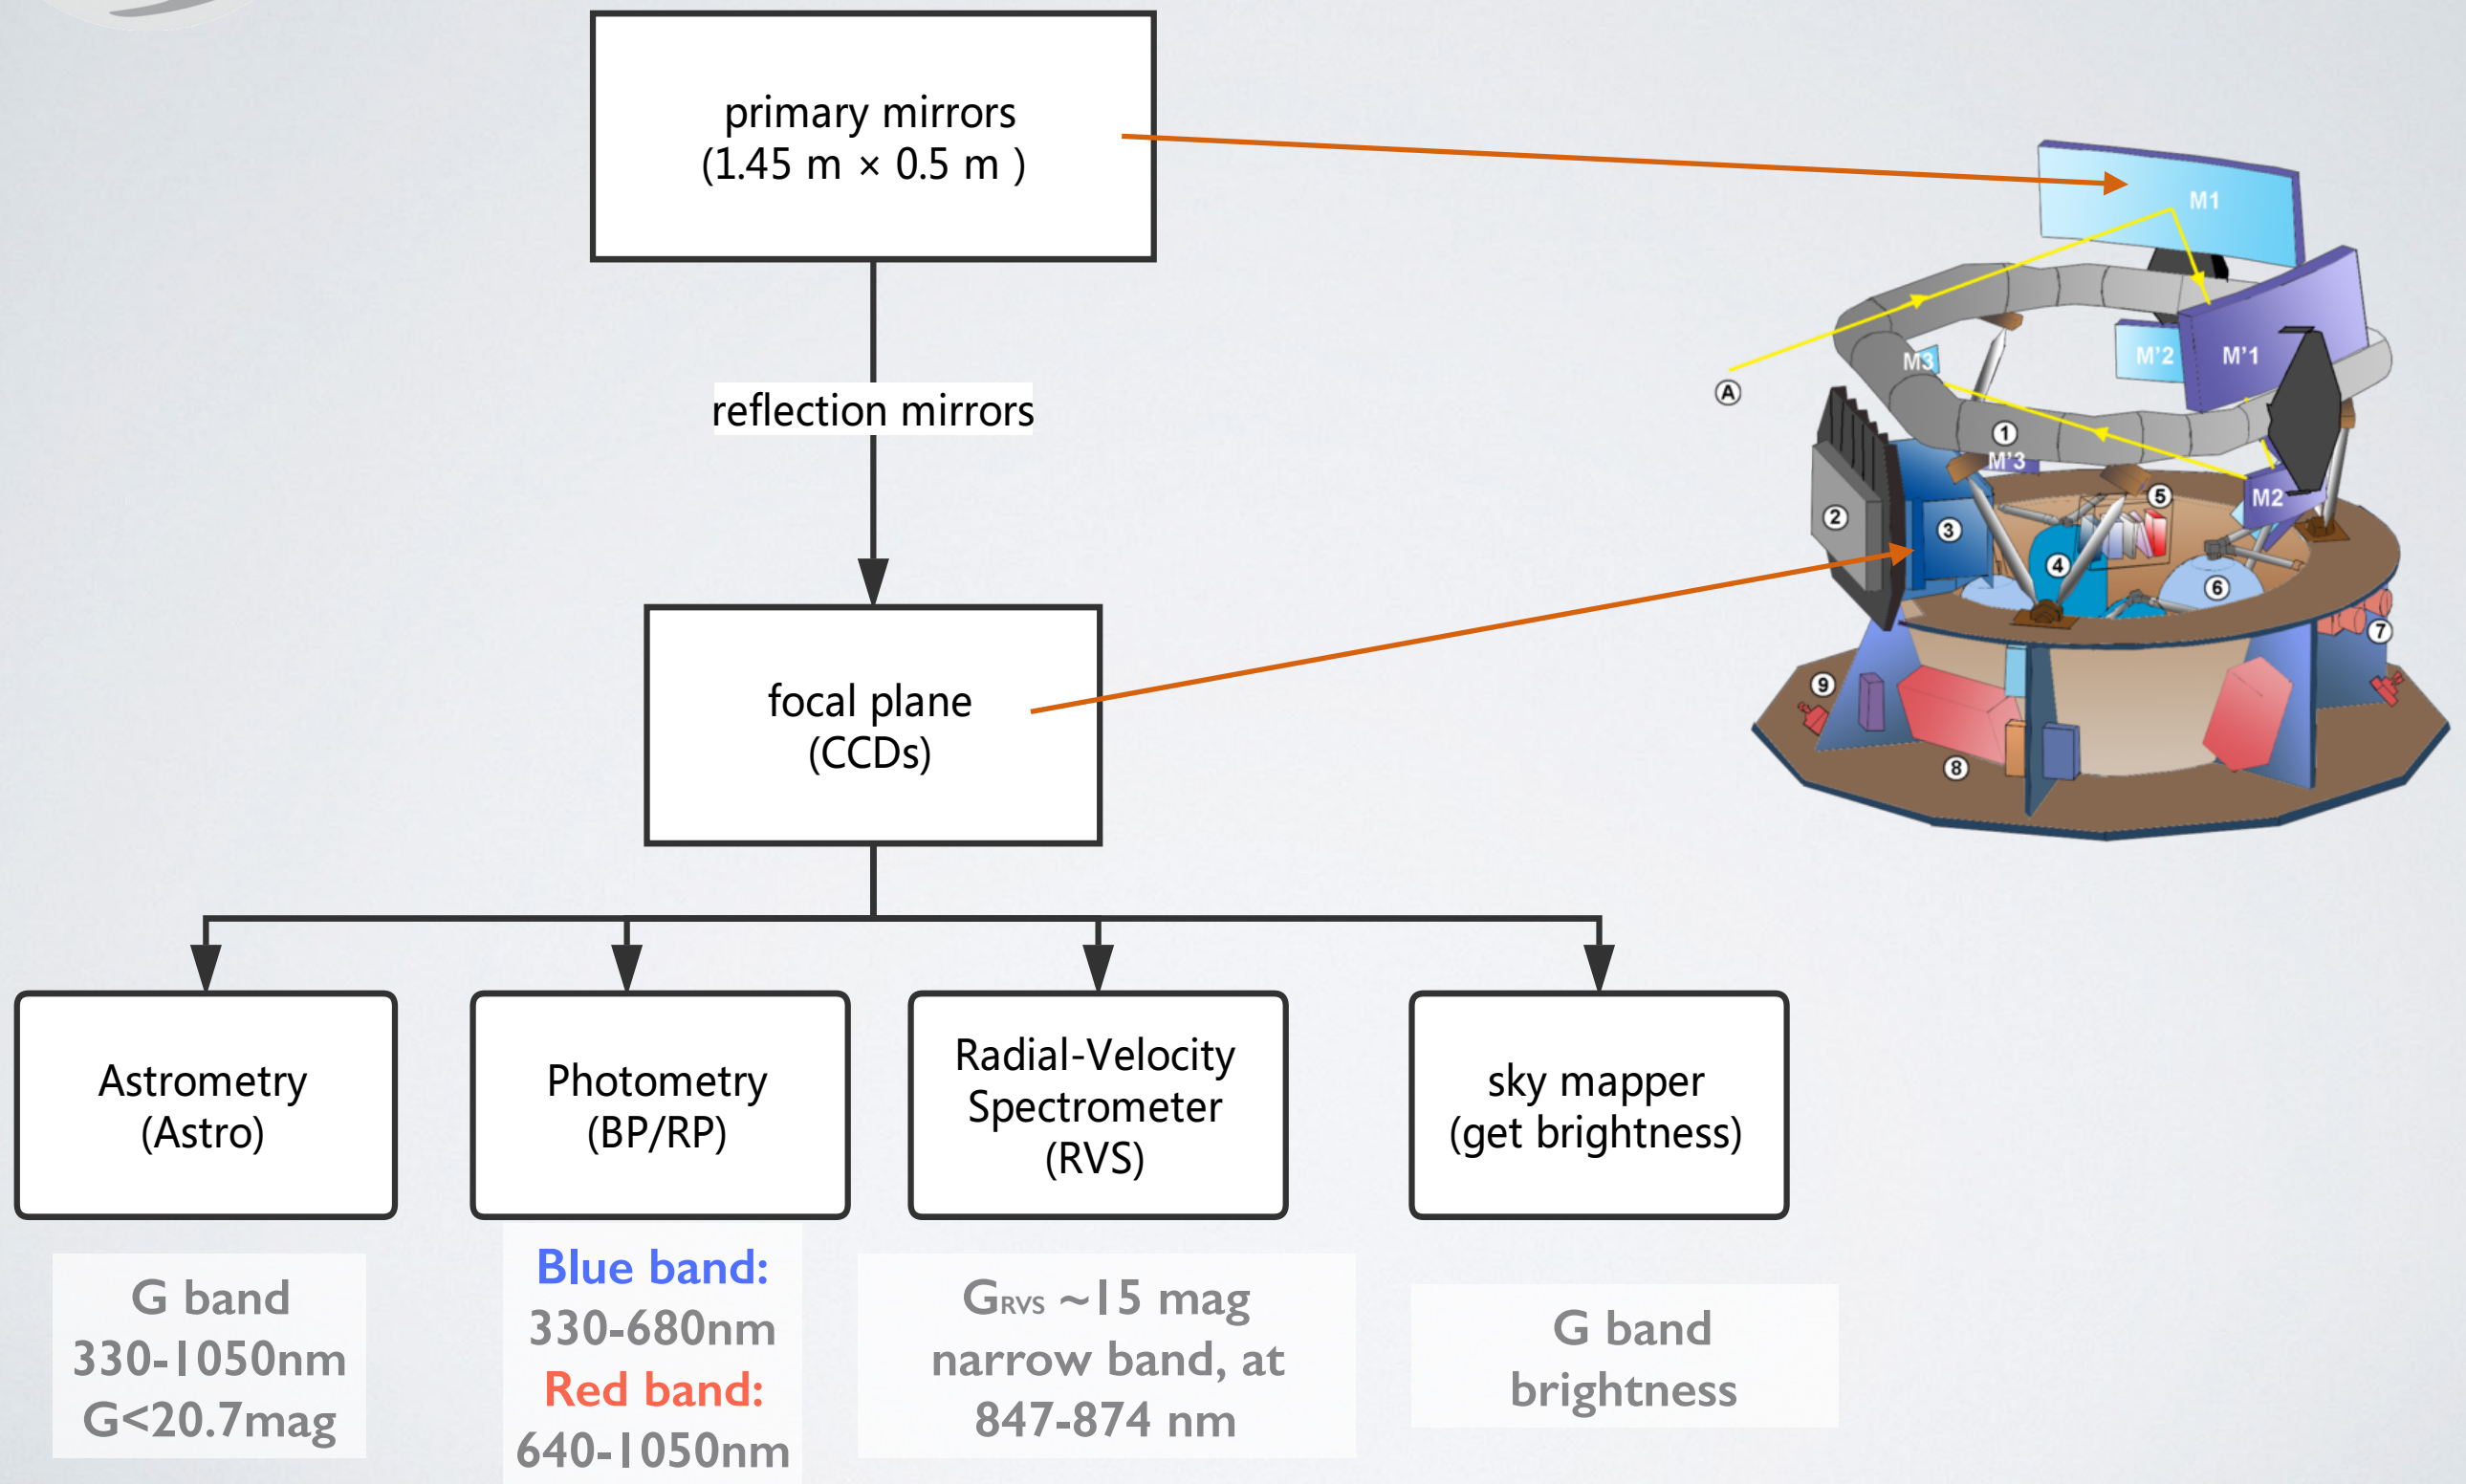 primary mirrors
(1.45 m × 0.5 m )
reflection mirrors
focal plane
(CCDs)
Astrometry
(Astro)
Photometry
(BP/RP)
Radial-Velocity
Spectrometer
(RVS)
sky mapper
(get brightness)
G band
330-1050nm
G<20.7mag
Blue band:
330-680nm
Red band:
640-1050nm
GRVS ~15 mag
narrow band, at
847-874 nm
G band
brightness
M1
M'2
M'1
M3
A
1
M'3
5
M2
2
3
4
6
7
9
8